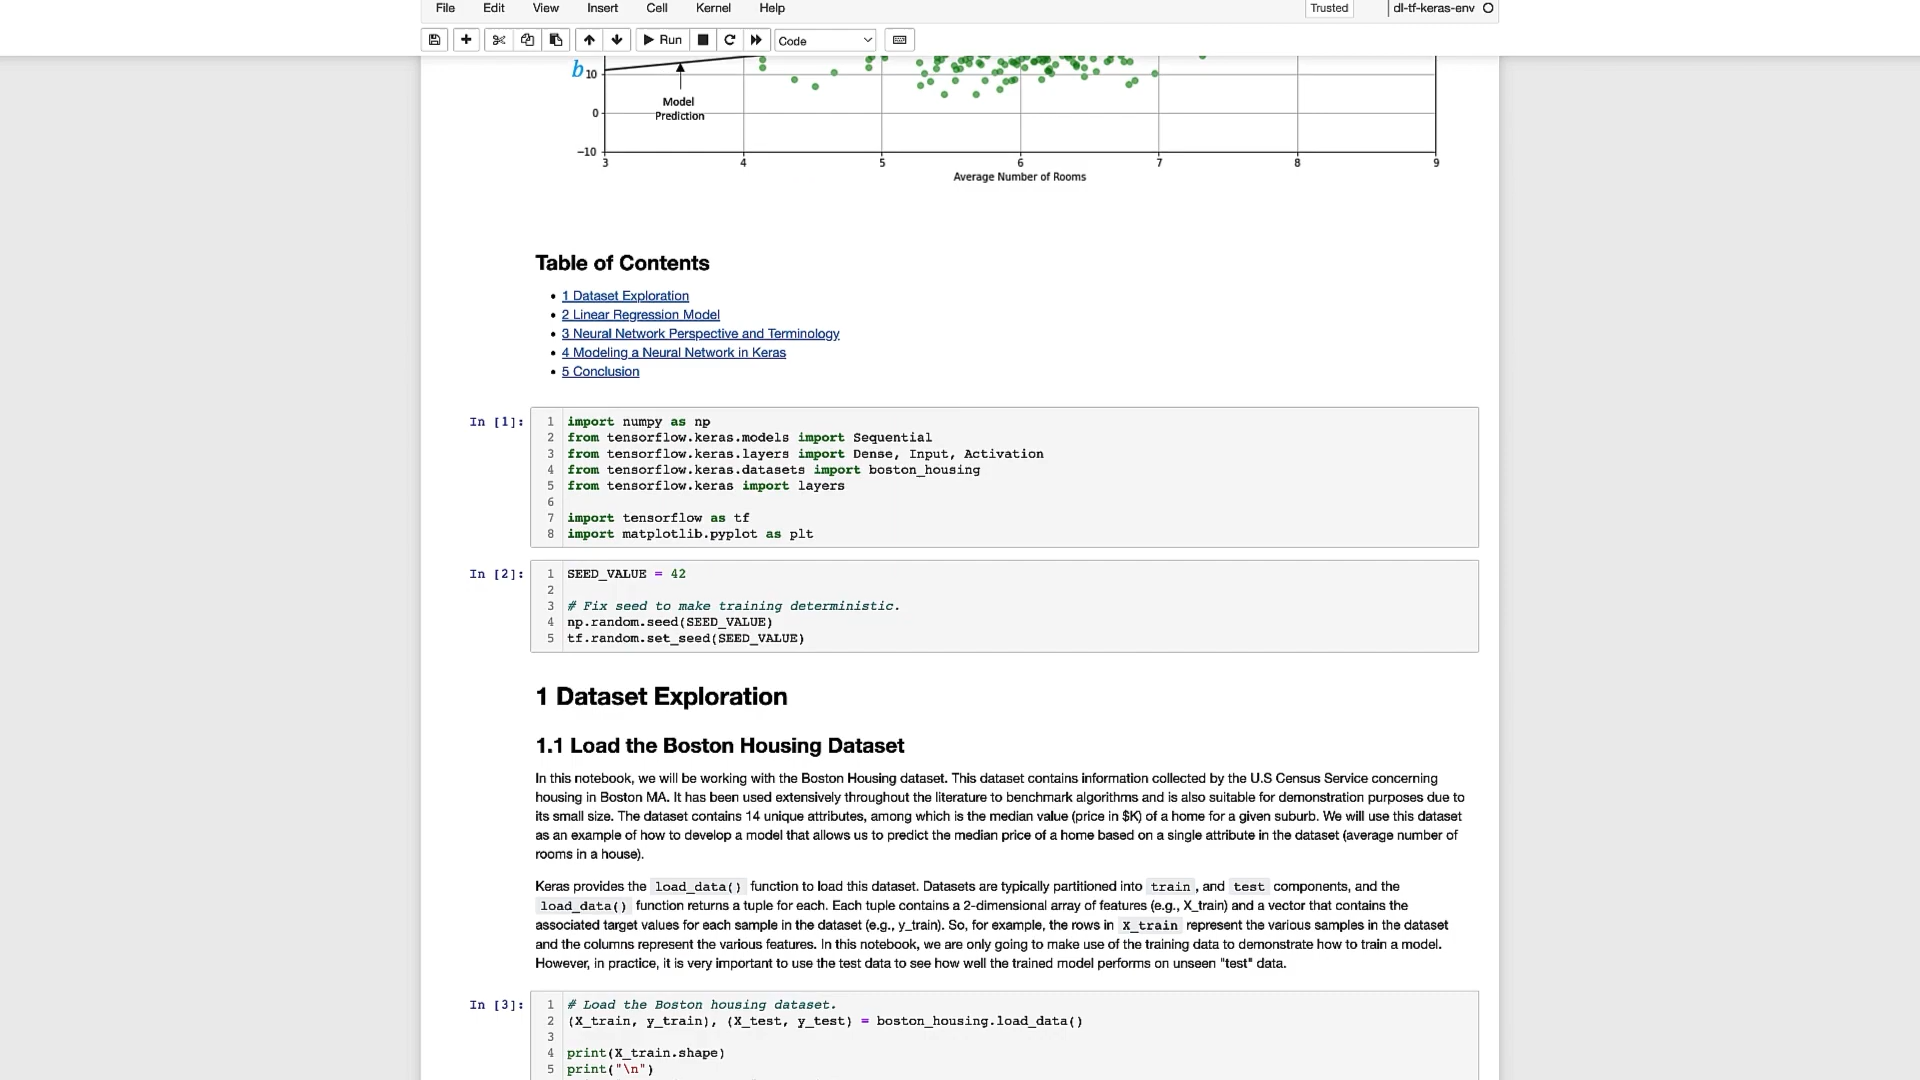 File Edit View Insert Cell Kernel Help Trusted dl-tf-keras-env
Run Code
b 10
Model
Prediction
0
−10
3 4 5 6 7 8 9
Average Number of Rooms
Table of Contents
• 1 Dataset Exploration
• 2 Linear Regression Model
• 3 Neural Network Perspective and Terminology
• 4 Modeling a Neural Network in Keras
• 5 Conclusion
In [1]: 1 import numpy as np
2 from tensorflow.keras.models import Sequential
3 from tensorflow.keras.layers import Dense, Input, Activation
4 from tensorflow.keras.datasets import boston_housing
5 from tensorflow.keras import layers
6
7 import tensorflow as tf
8 import matplotlib.pyplot as plt
In [2]: 1 SEED_VALUE = 42
2
3 # Fix seed to make training deterministic.
4 np.random.seed(SEED_VALUE)
5 tf.random.set_seed(SEED_VALUE)
1 Dataset Exploration
1.1 Load the Boston Housing Dataset
In this notebook, we will be working with the Boston Housing dataset. This dataset contains information collected by the U.S Census Service concerning
housing in Boston MA. It has been used extensively throughout the literature to benchmark algorithms and is also suitable for demonstration purposes due to
its small size. The dataset contains 14 unique attributes, among which is the median value (price in $K) of a home for a given suburb. We will use this dataset
as an example of how to develop a model that allows us to predict the median price of a home based on a single attribute in the dataset (average number of
rooms in a house).
Keras provides the load_data() function to load this dataset. Datasets are typically partitioned into train, and test components, and the
load_data() function returns a tuple for each. Each tuple contains a 2-dimensional array of features (e.g., X_train) and a vector that contains the
associated target values for each sample in the dataset (e.g., y_train). So, for example, the rows in X_train represent the various samples in the dataset
and the columns represent the various features. In this notebook, we are only going to make use of the training data to demonstrate how to train a model.
However, in practice, it is very important to use the test data to see how well the trained model performs on unseen "test" data.
In [3]: 1 # Load the Boston housing dataset.
2 (X_train, y_train), (X_test, y_test) = boston_housing.load_data()
3
4 print(X_train.shape)
5 print("\n")